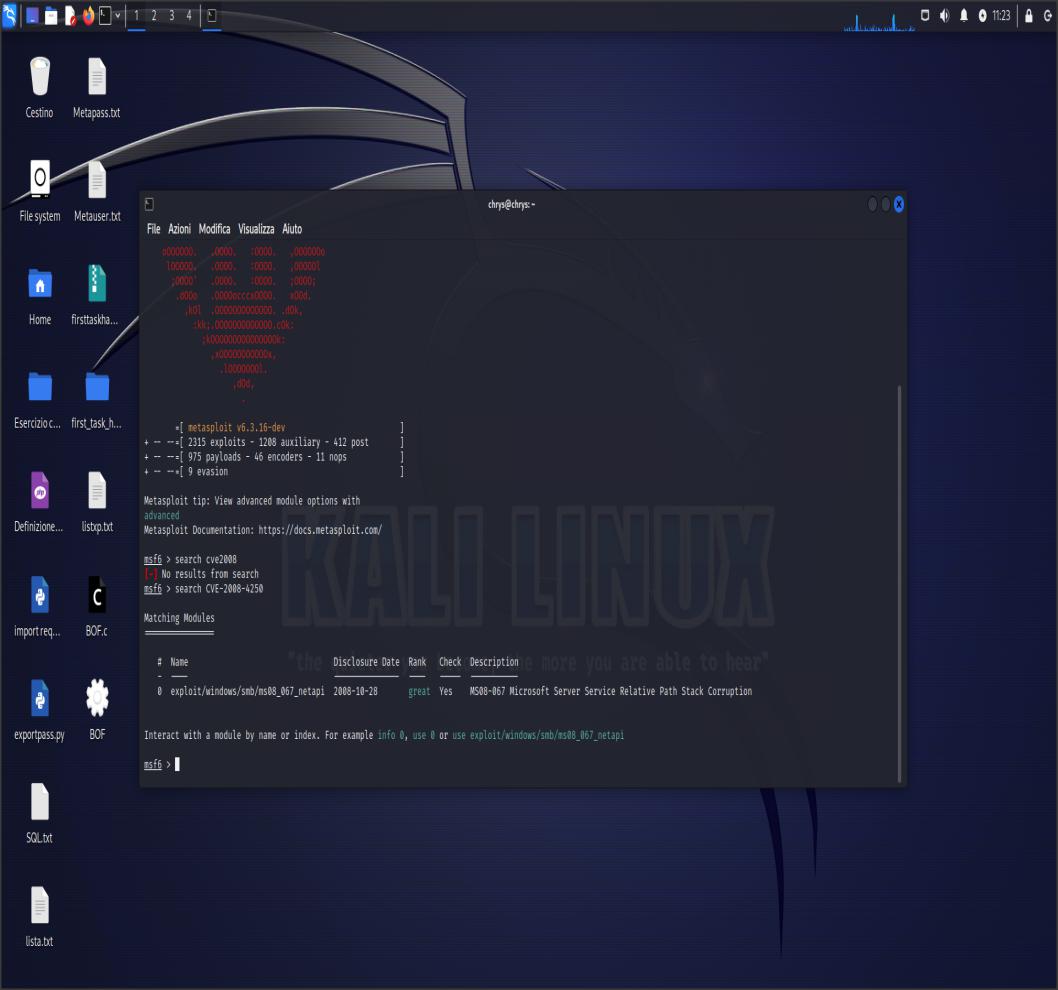 1 2 3 4
11:23
Cestino
Metapass.txt
File system
Metauser.txt
Home
firsttaskha...
Esercizio c...
first_task_h...
Definizione...
listxp.txt
import req...
BOF.c
exportpass.py
BOF
SQL.txt
lista.txt
chrys@chrys: ~
File Azioni Modifica Visualizza Aiuto
=[ metasploit v6.3.16-dev ]
+ -- --=[ 2315 exploits - 1208 auxiliary - 412 post ]
+ -- --=[ 975 payloads - 46 encoders - 11 nops ]
+ -- --=[ 9 evasion ]
Metasploit tip: View advanced module options with
advanced
Metasploit Documentation: https://docs.metasploit.com/
msf6 > search cve2008
[-] No results from search
msf6 > search CVE-2008-4250
Matching Modules
================
# Name Disclosure Date Rank Check Description
- ---- --------------- ---- ----- -----------
0 exploit/windows/smb/ms08_067_netapi 2008-10-28 great Yes MS08-067 Microsoft Server Service Relative Path Stack Corruption
Interact with a module by name or index. For example info 0, use 0 or use exploit/windows/smb/ms08_067_netapi
msf6 >
KALI LINUX
"the the more you are able to hear"
php
C